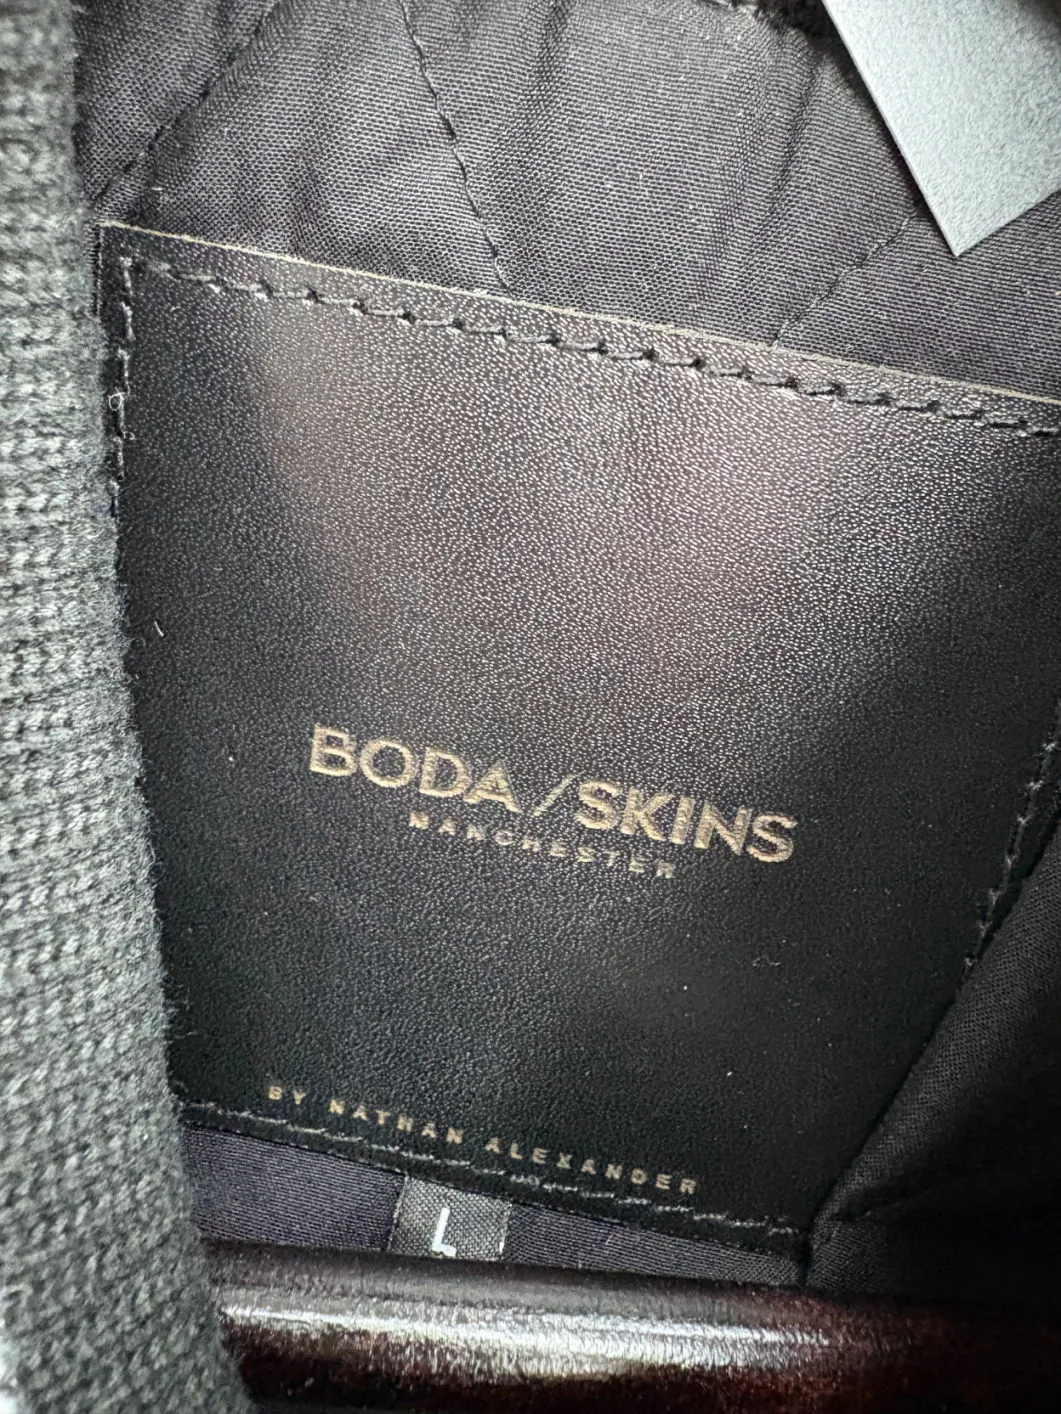 BODA/SKINS
MANCHESTER
BY NATHAN ALEXANDER
L